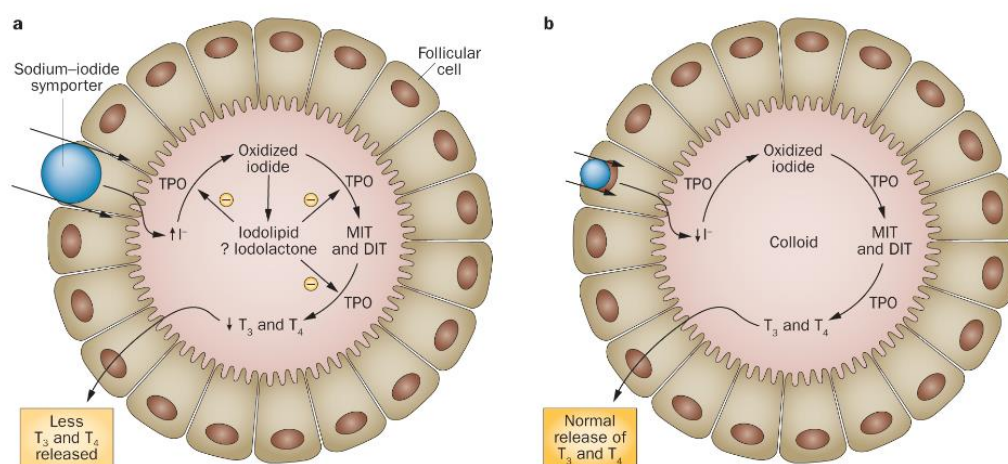 a
Sodium–iodide
symporter
Follicular
cell
Oxidized
iodide
TPO
TPO
–
–
Iodolipid
? Iodolactone
↑ I⁻
MIT
and DIT
–
TPO
↓ T₃ and T₄
Less
T₃ and T₄
released
b
Oxidized
iodide
TPO
TPO
↓ I⁻
Colloid
MIT
and DIT
TPO
T₃ and T₄
Normal
release of
T₃ and T₄